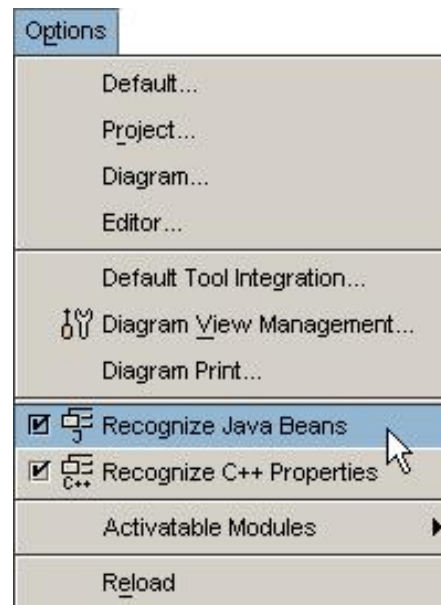 Options
Default...
Project...
Diagram...
Editor...
Default Tool Integration...
Diagram View Management...
Diagram Print...
J Recognize Java Beans
C++ Recognize C++ Properties
Activatable Modules
Reload